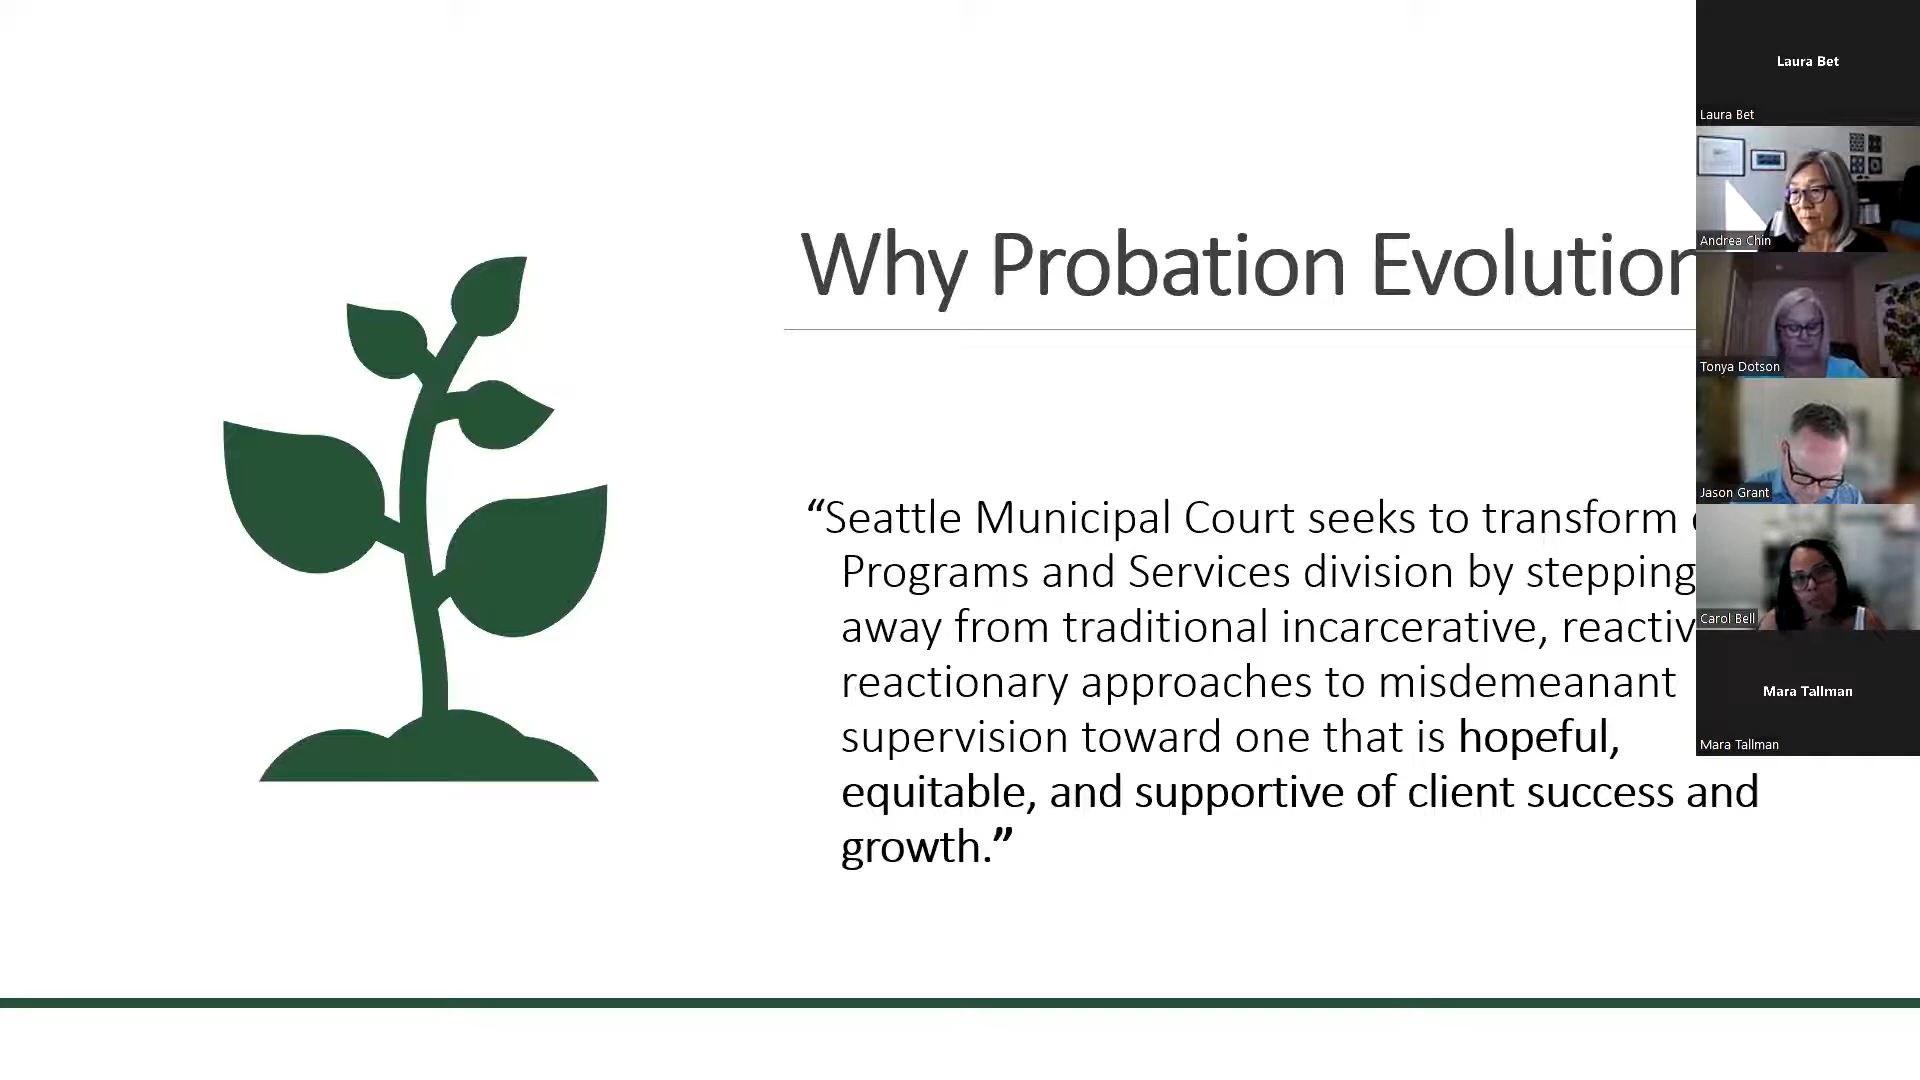 Why Probation Evolution
“Seattle Municipal Court seeks to transform
Programs and Services division by stepping
away from traditional incarcerative,
reactionary approaches to misdemeanant
supervision toward one that is hopeful,
equitable, and supportive of client success and
growth.”
Laura Bet
Laura Bet
Andrea Chin
Tonya Dotson
Jason Grant
Carol Bell
Mara Tallman
Mara Tallman